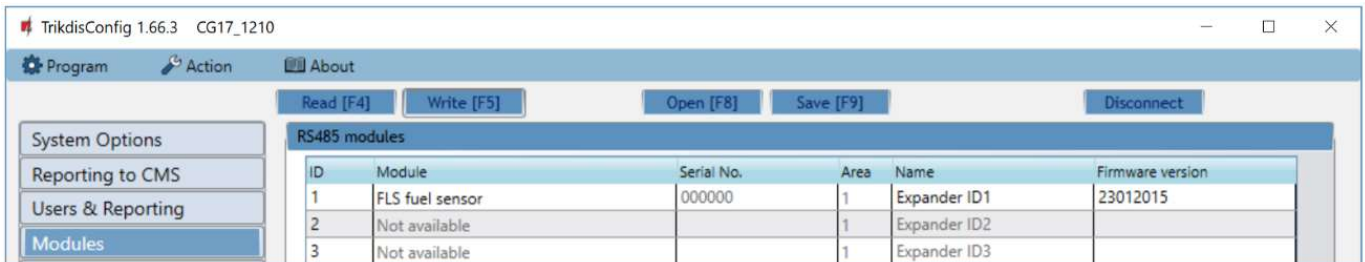 TrikdisConfig 1.66.3 CG17_1210
Program Action About
Read [F4] Write [F5] Open [F8] Save [F9] Disconnect
System Options
Reporting to CMS
Users & Reporting
Modules
RS485 modules
ID Module Serial No. Area Name Firmware version
1 FLS fuel sensor 000000 1 Expander ID1 23012015
2 Not available 1 Expander ID2
3 Not available 1 Expander ID3